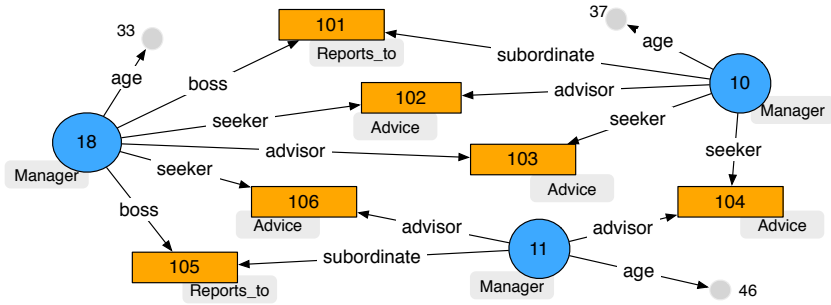 37
33
101
age
age
Reports_to
subordinate
boss
10
advisor
102
Manager
seeker
Advice
seeker
18
advisor
103
seeker
Manager
seeker
Advice
106
104
boss
Advice
advisor
advisor
Advice
11
105
subordinate
age
Reports_to
Manager
46